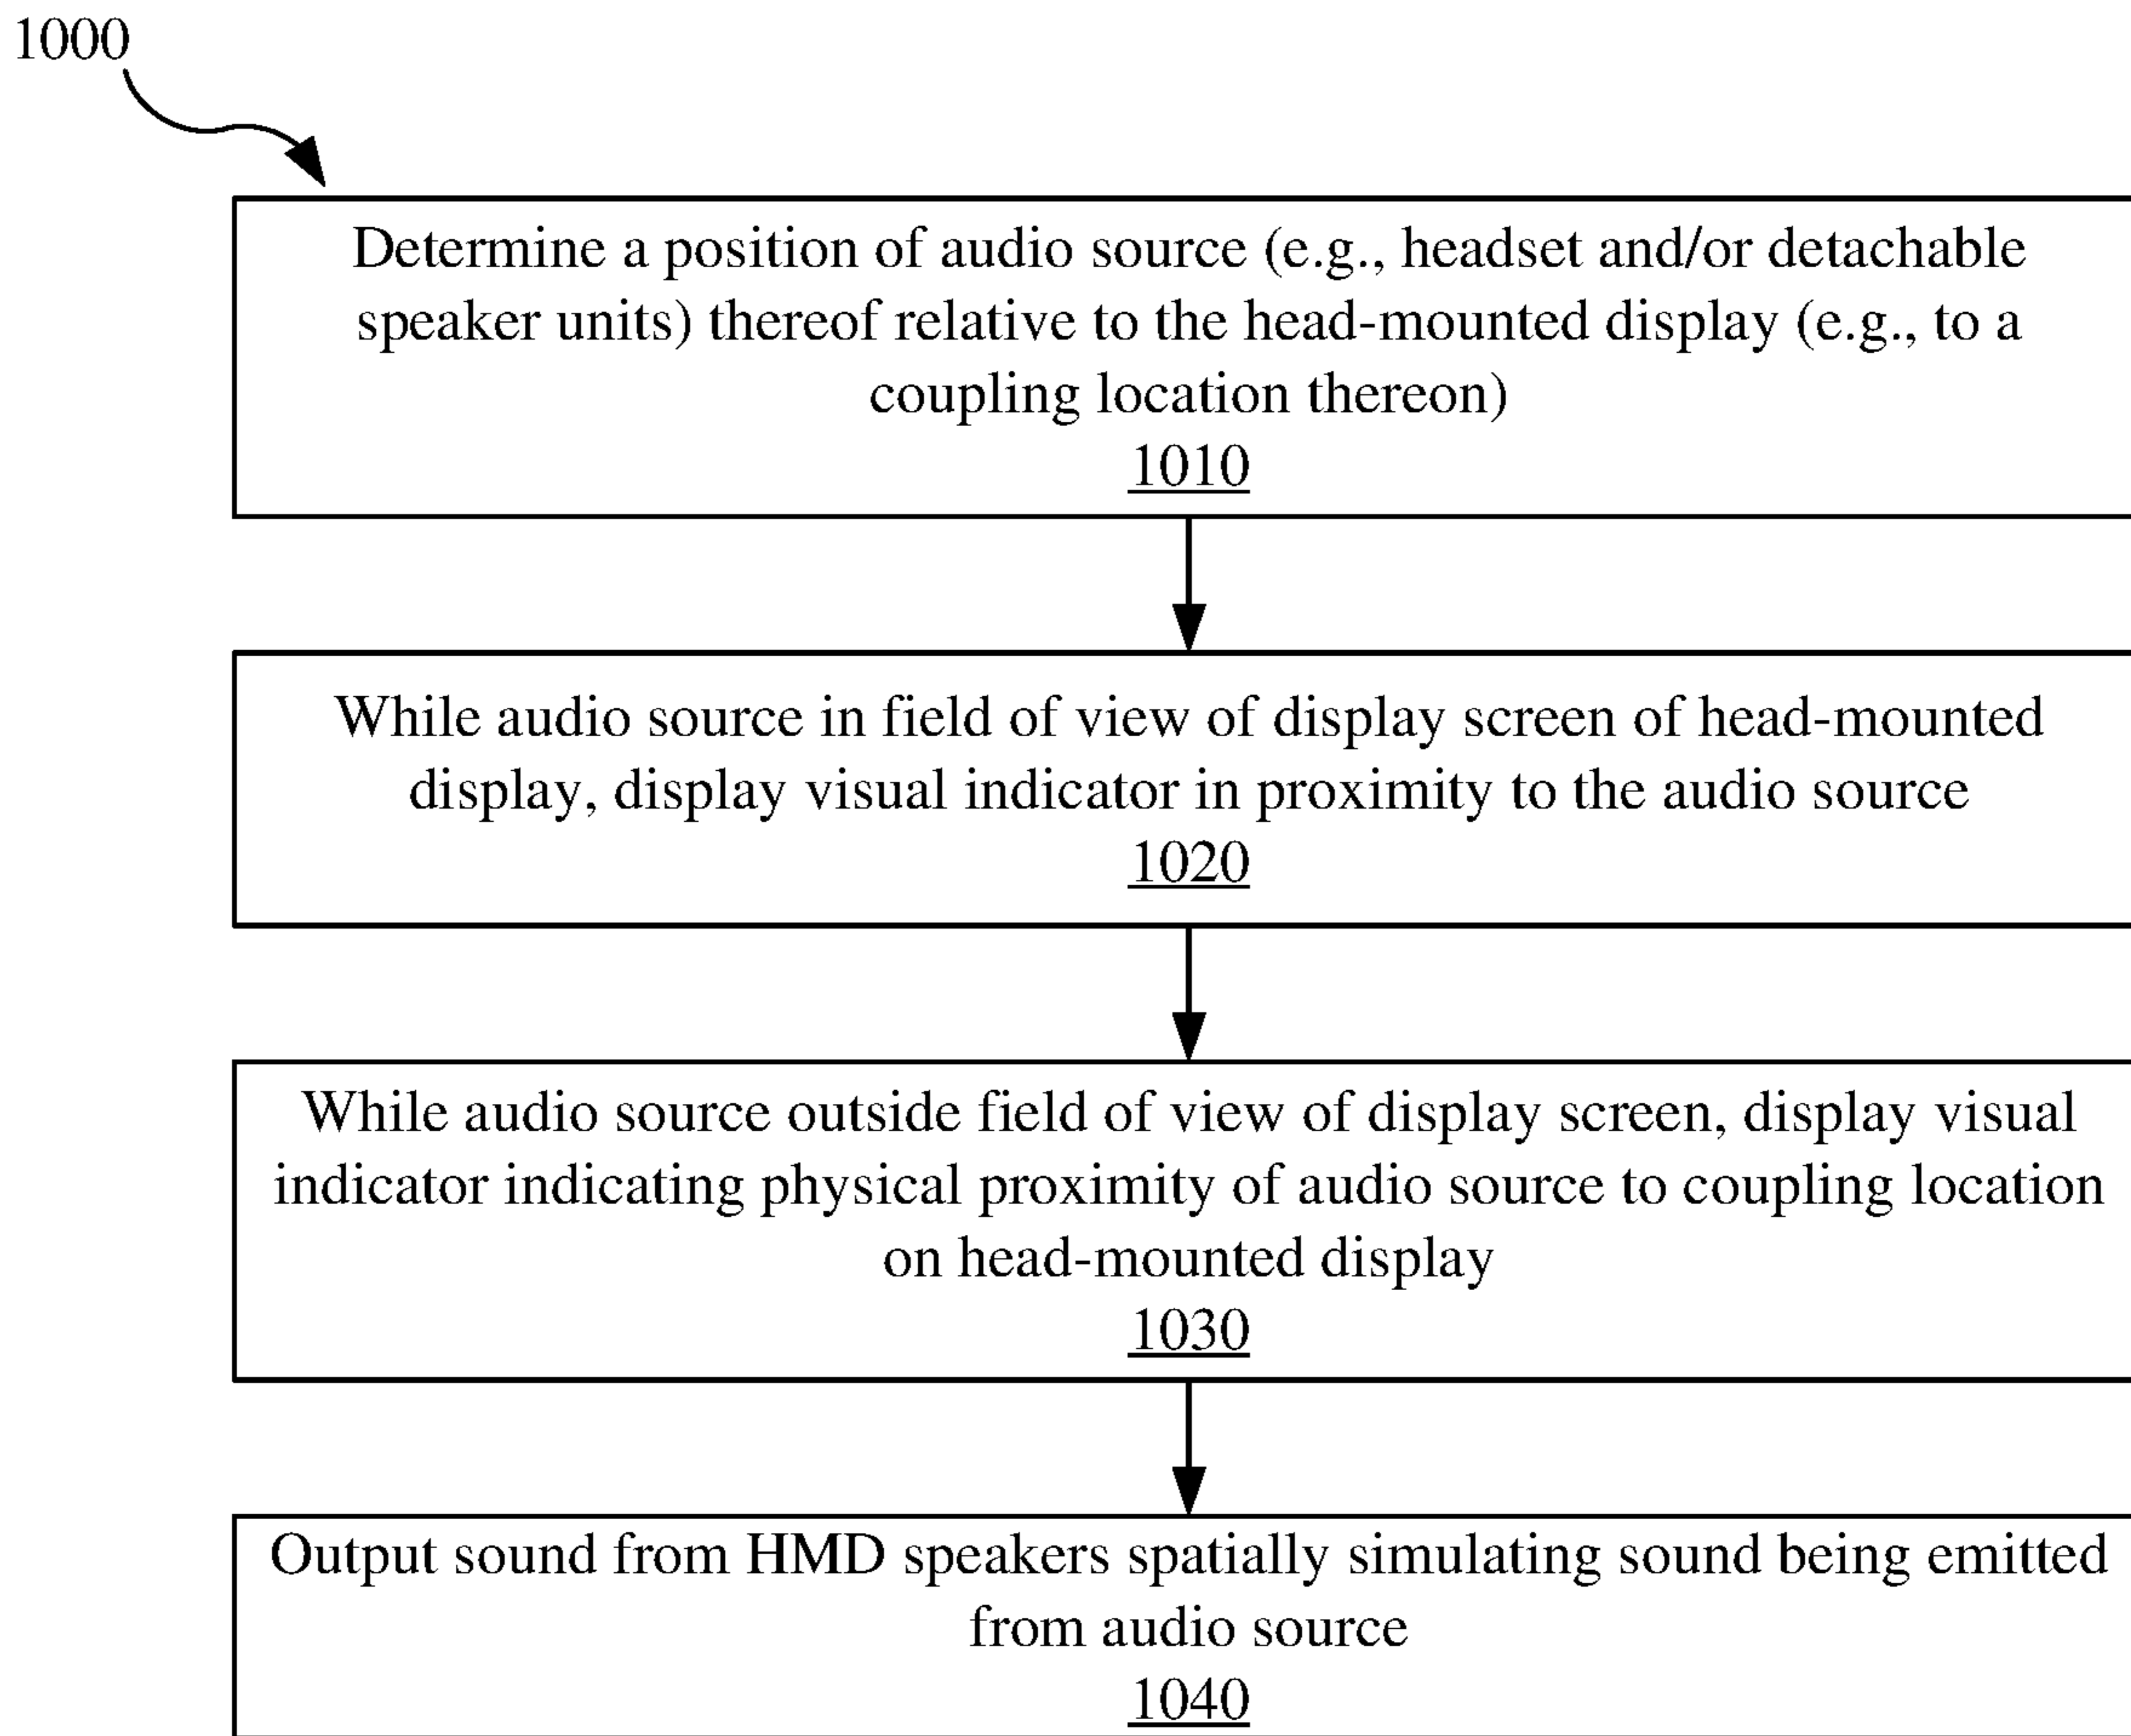 1000
Determine a position of audio source (e.g., headset and/or detachable
speaker units) thereof relative to the head-mounted display (e.g., to a
coupling location thereon)
1010
While audio source in field of view of display screen of head-mounted
display, display visual indicator in proximity to the audio source
1020
While audio source outside field of view of display screen, display visual
indicator indicating physical proximity of audio source to coupling location
on head-mounted display
1030
Output sound from HMD speakers spatially simulating sound being emitted
from audio source
1040